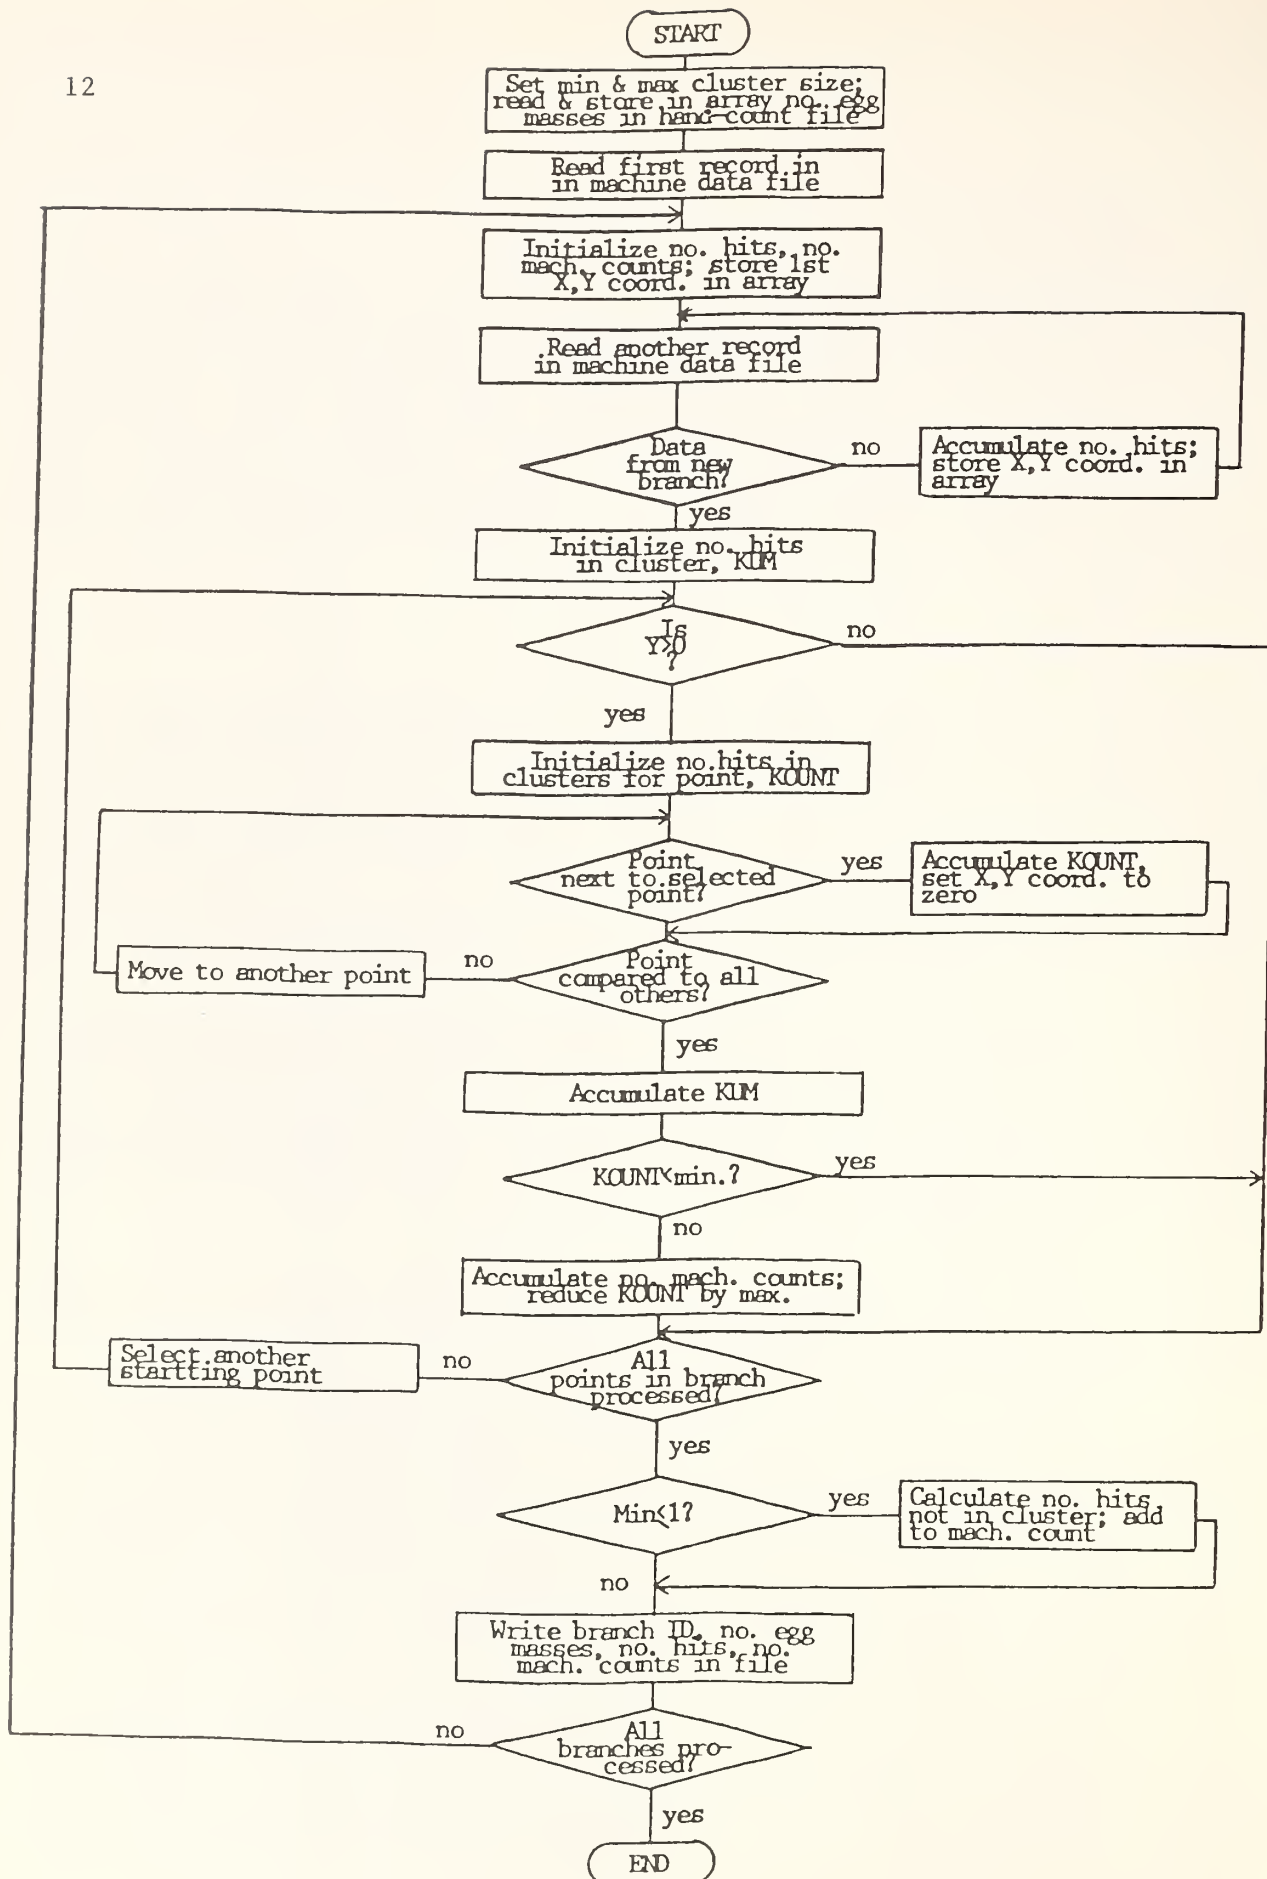 START
12
Set min & max cluster size;
read & store in array no. egg
masses in hand-count file
Read first record in
in machine data file
Initialize no. hits, no.
mach. counts; store 1st
X,Y coord. in array
Read another record
in machine data file
Data
from new
branch?
no
Accumulate no. hits;
store X,Y coord. in
array
yes
Initialize no. hits
in cluster, KUM
Is
Y>0
?
no
yes
Initialize no.hits in
clusters for point, KOUNT
Point
next to selected
point?
yes
Accumulate KOUNT,
set X,Y coord. to
zero
Move to another point
no
Point
compared to all
others?
yes
Accumulate KUM
KOUNT<min.?
yes
no
Accumulate no. mach. counts;
reduce KOUNT by max.
Select another
startting point
no
All
points in branch
processed?
yes
Min<1?
yes
Calculate no. hits
not in cluster; add
to mach. count
no
Write branch ID, no. egg
masses, no. hits, no.
mach. counts in file
no
All
branches pro-
cessed?
yes
END